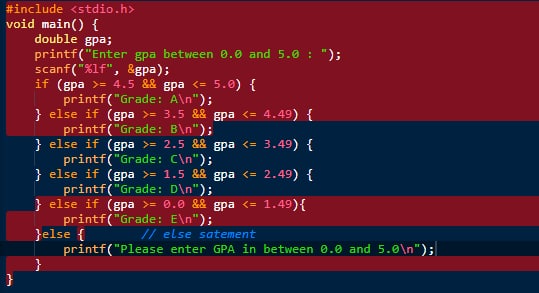 #include <stdio.h>
void main() {
    double gpa;
    printf("Enter gpa between 0.0 and 5.0 : ");
    scanf("%lf", &gpa);
    if (gpa >= 4.5 && gpa <= 5.0) {
        printf("Grade: A\n");
    } else if (gpa >= 3.5 && gpa <= 4.49) {
        printf("Grade: B\n");
    } else if (gpa >= 2.5 && gpa <= 3.49) {
        printf("Grade: C\n");
    } else if (gpa >= 1.5 && gpa <= 2.49) {
        printf("Grade: D\n");
    } else if (gpa >= 0.0 && gpa <= 1.49){
        printf("Grade: E\n");
    }else {        // else satement
        printf("Please enter GPA in between 0.0 and 5.0\n");
    }
}